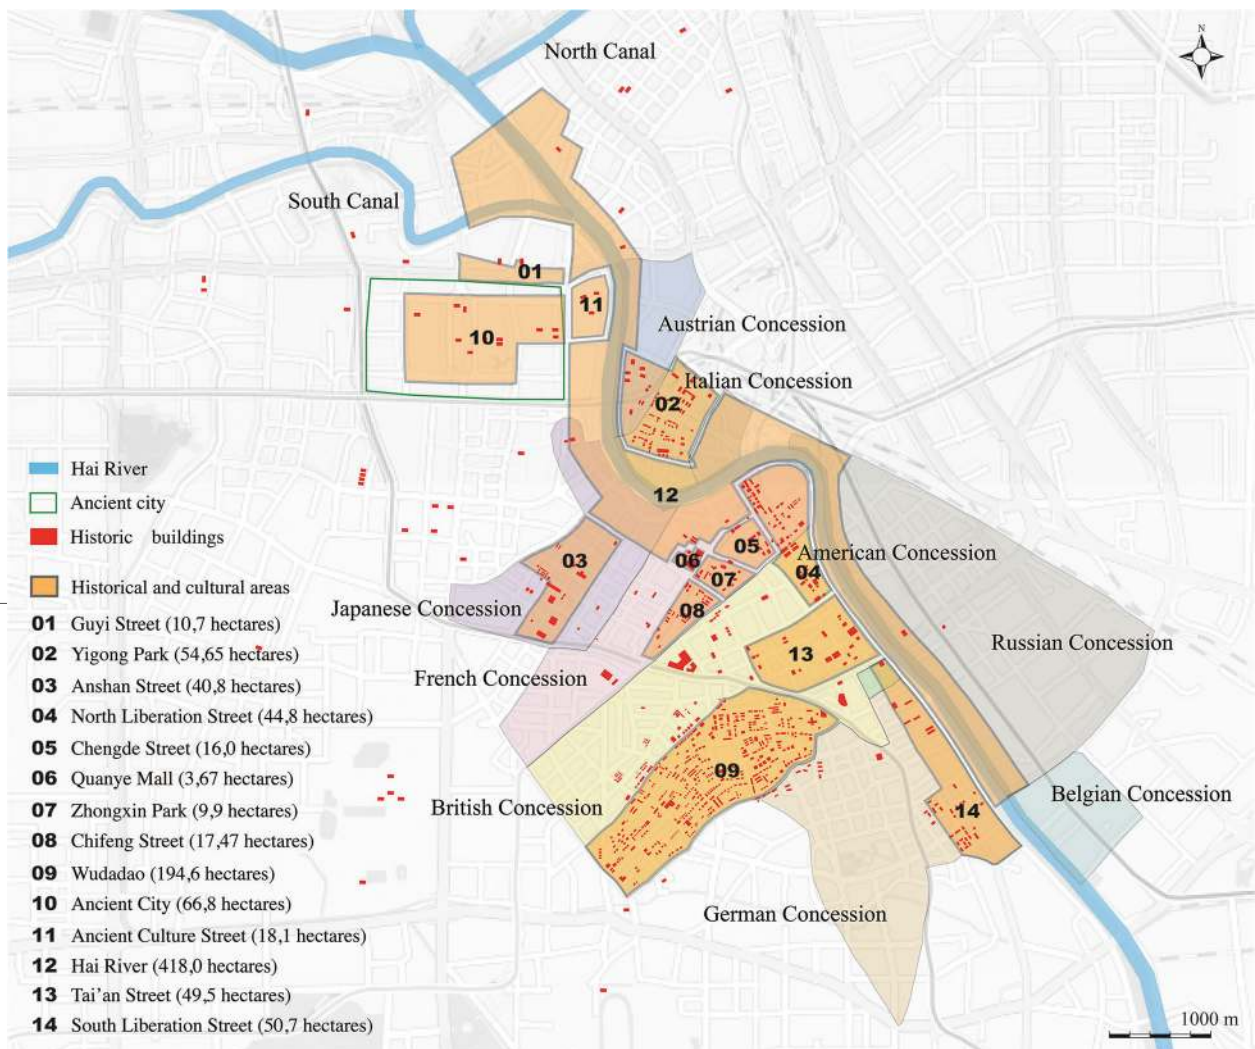 N
North Canal
South Canal
01
11
Austrian Concession
10
Italian Concession
02
12
Hai River
Ancient city
Historic buildings
Historical and cultural areas
03
06
05
American Concession
07
04
08
Japanese Concession
13
Russian Concession
French Concession
09
British Concession
14
Belgian Concession
German Concession
01 Guyi Street (10,7 hectares)
02 Yigong Park (54,65 hectares)
03 Anshan Street (40,8 hectares)
04 North Liberation Street (44,8 hectares)
05 Chengde Street (16,0 hectares)
06 Quanye Mall (3,67 hectares)
07 Zhongxin Park (9,9 hectares)
08 Chifeng Street (17,47 hectares)
09 Wudadao (194,6 hectares)
10 Ancient City (66,8 hectares)
11 Ancient Culture Street (18,1 hectares)
12 Hai River (418,0 hectares)
13 Tai’an Street (49,5 hectares)
14 South Liberation Street (50,7 hectares)
1000 m